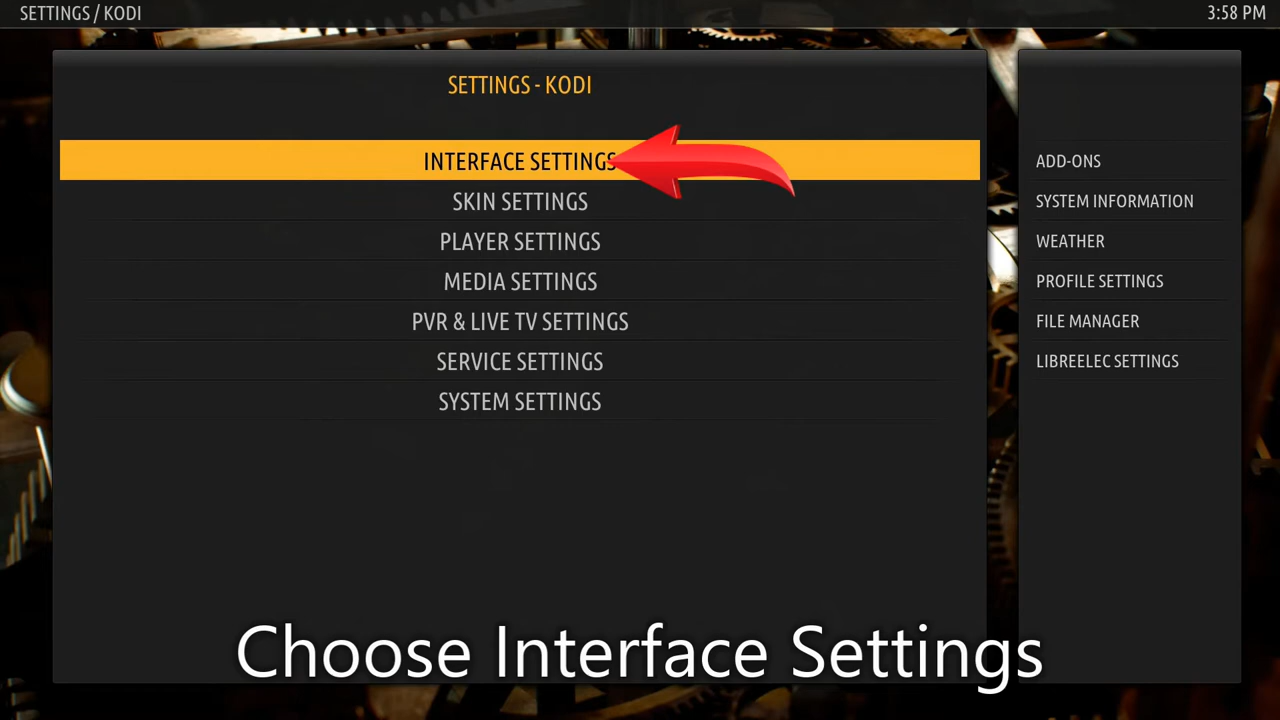 SETTINGS / KODI
3:58 PM
SETTINGS - KODI
INTERFACE SETTINGS
SKIN SETTINGS
PLAYER SETTINGS
MEDIA SETTINGS
PVR & LIVE TV SETTINGS
SERVICE SETTINGS
SYSTEM SETTINGS
ADD-ONS
SYSTEM INFORMATION
WEATHER
PROFILE SETTINGS
FILE MANAGER
LIBREELEC SETTINGS
Choose Interface Settings